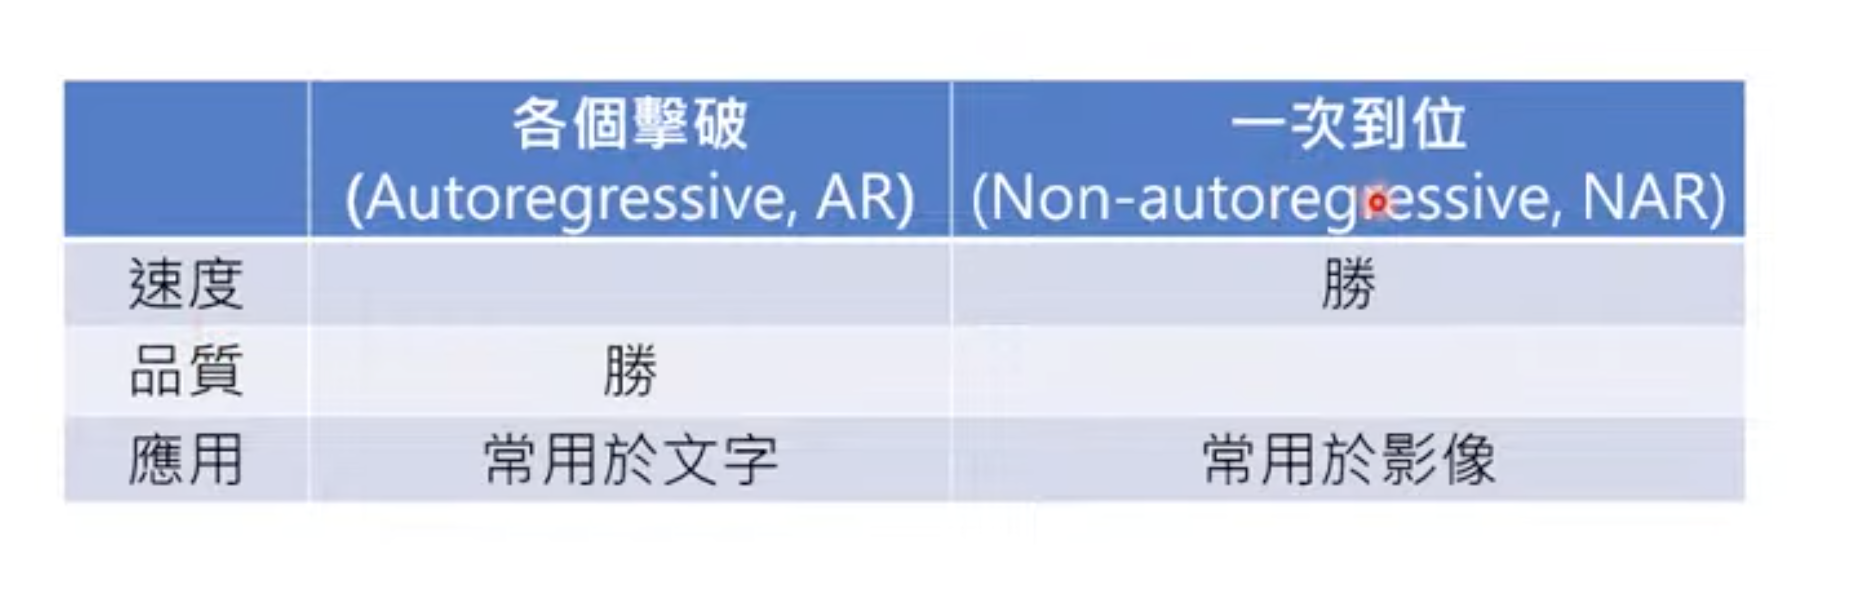 各個擊破
(Autoregressive, AR)
一次到位
(Non-autoregressive, NAR)
速度
勝
品質
勝
應用
常用於文字
常用於影像